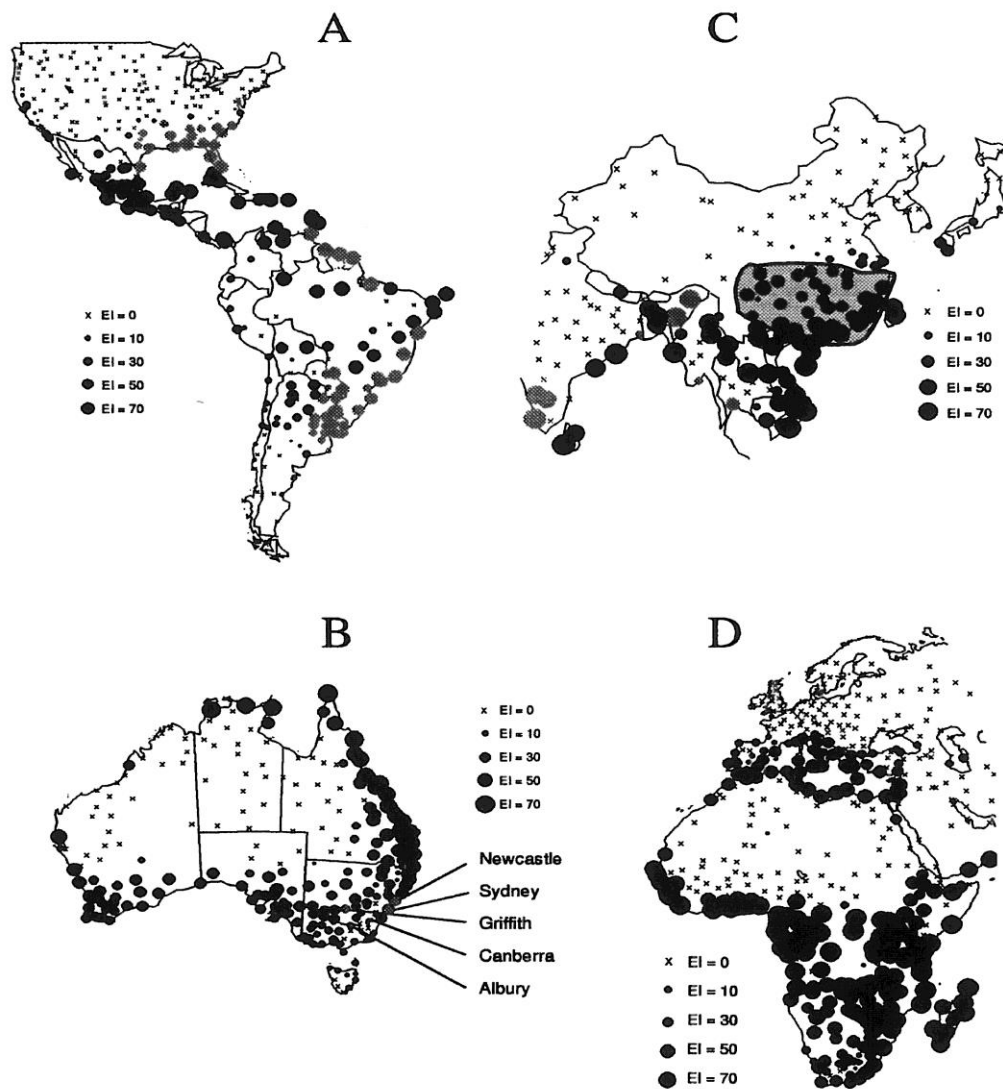 A
× EI = 0
EI = 10
EI = 30
EI = 50
EI = 70
C
× EI = 0
EI = 10
EI = 30
EI = 50
EI = 70
B
× EI = 0
EI = 10
EI = 30
EI = 50
EI = 70
Newcastle
Sydney
Griffith
Canberra
Albury
D
× EI = 0
EI = 10
EI = 30
EI = 50
EI = 70